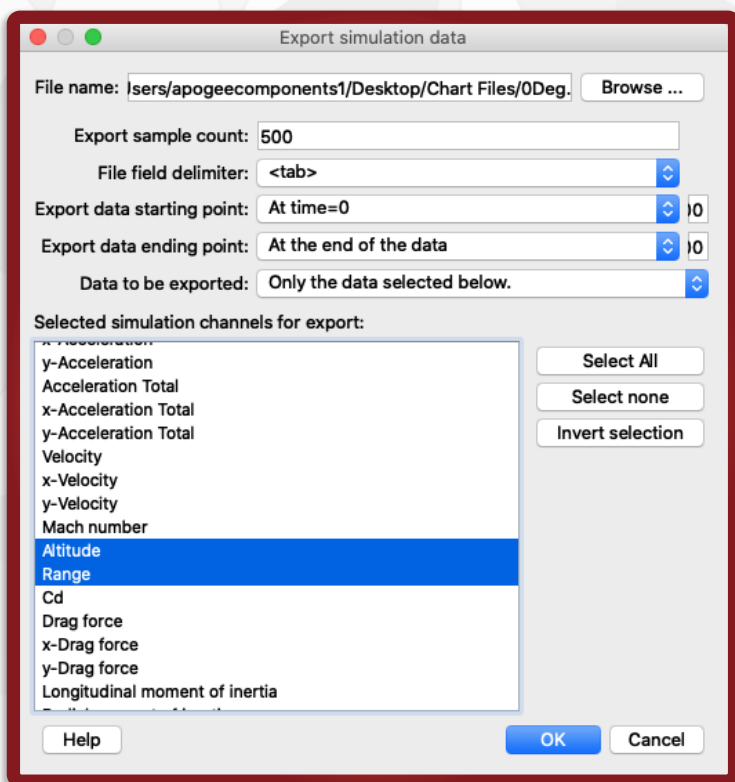 Export simulation data
File name: Jsers/apogeecomponents1/Desktop/Chart Files/0Deg. Browse ...
Export sample count: 500
File field delimiter: <tab>
Export data starting point: At time=0 00
Export data ending point: At the end of the data 00
Data to be exported: Only the data selected below.
Selected simulation channels for export:
x-Acceleration
y-Acceleration Select All
Acceleration Total
x-Acceleration Total Select none
y-Acceleration Total Invert selection
Velocity
x-Velocity
y-Velocity
Mach number
Altitude
Range
Cd
Drag force
x-Drag force
y-Drag force
Longitudinal moment of inertia
Help OK Cancel